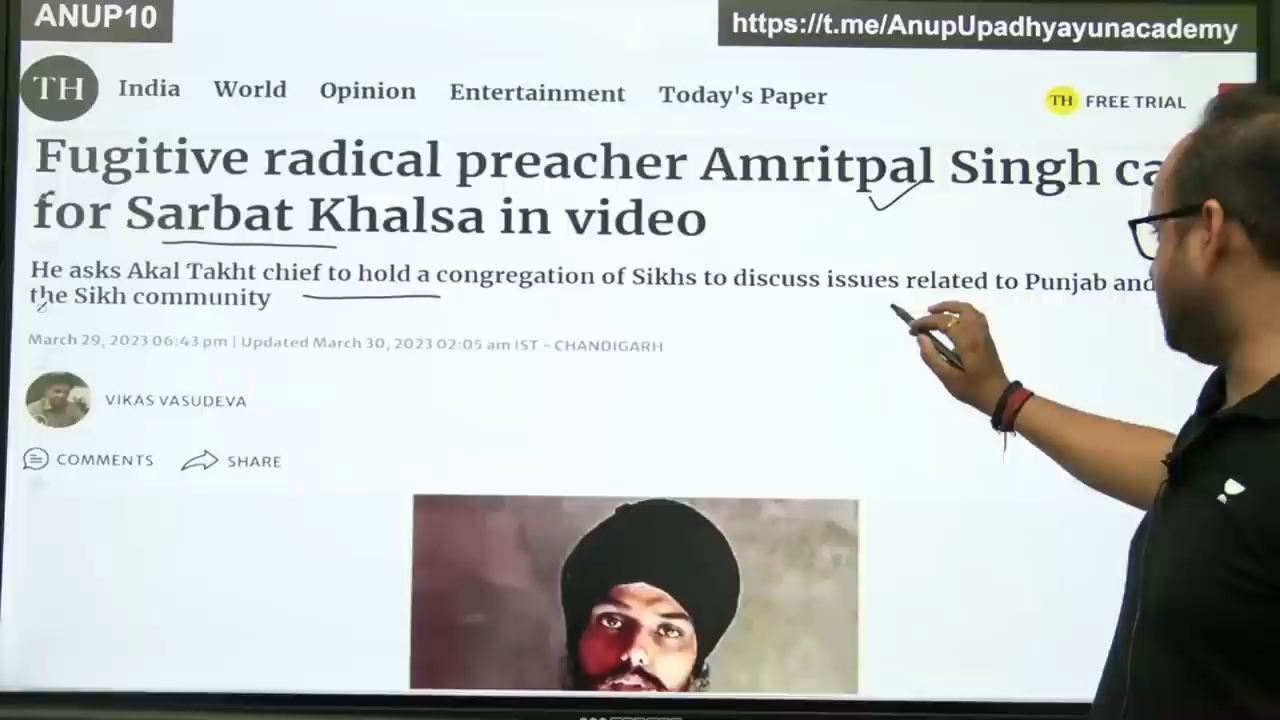 ANUP10
https://t.me/AnupUpadhyayunacademy
TH India World Opinion Entertainment Today's Paper TH FREE TRIAL
Fugitive radical preacher Amritpal Singh
for Sarbat Khalsa in video
He asks Akal Takht chief to hold a congregation of Sikhs to discuss issues related to Punjab and
the Sikh community
March 29, 2023 06:43 pm | Updated March 30, 2023 02:05 am IST - CHANDIGARH
VIKAS VASUDEVA
COMMENTS SHARE